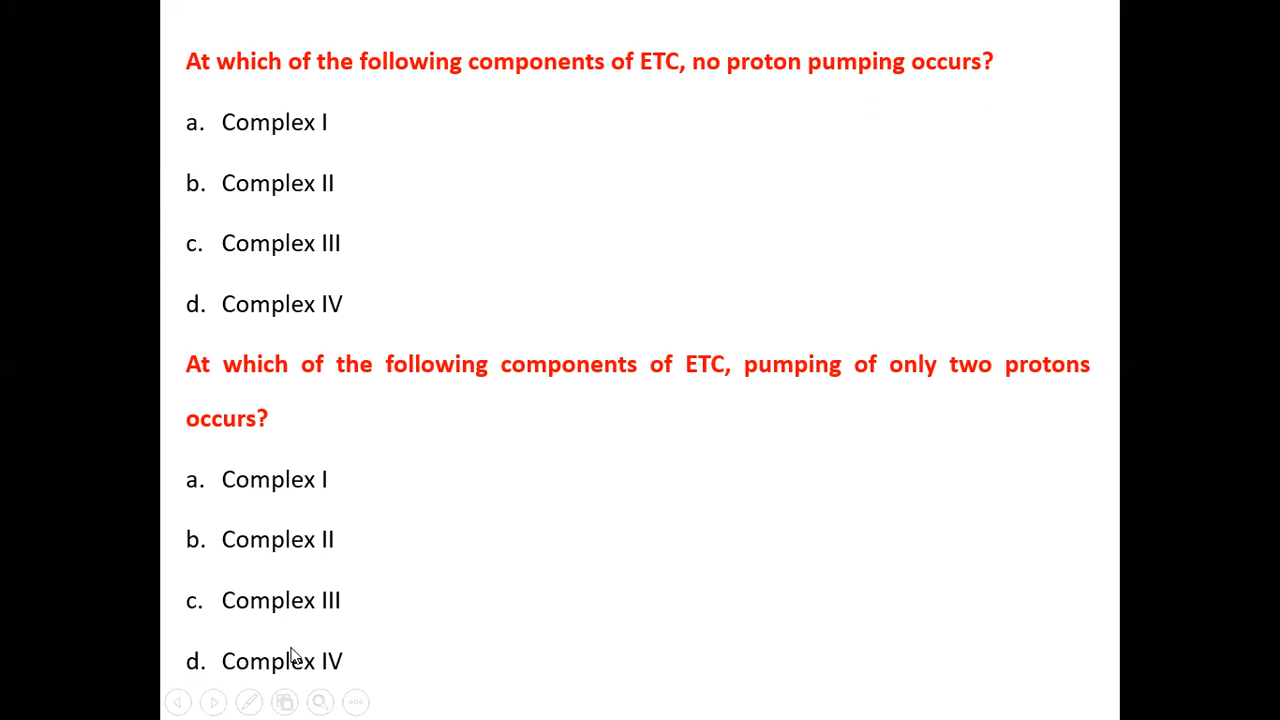 At which of the following components of ETC, no proton pumping occurs?
a. Complex I
b. Complex II
c. Complex III
d. Complex IV
At which of the following components of ETC, pumping of only two protons
occurs?
a. Complex I
b. Complex II
c. Complex III
d. Complex IV